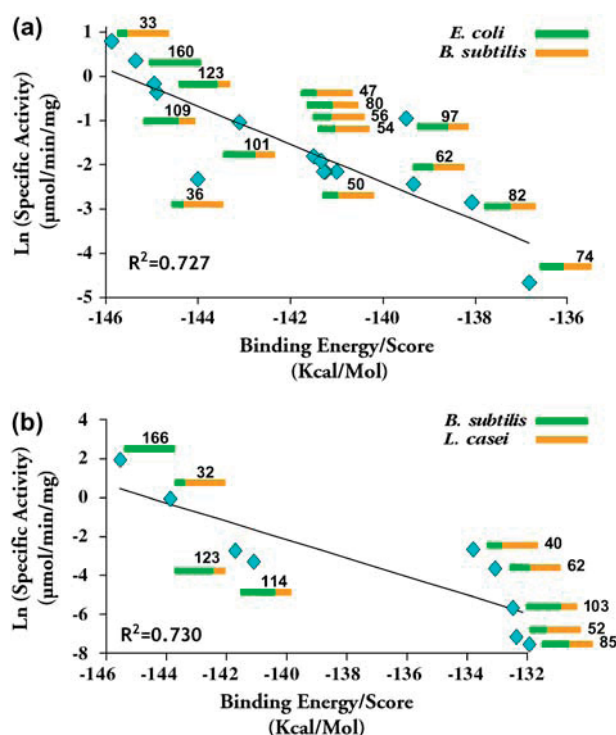 (a)
E. coli
B. subtilis
Ln (Specific Activity)
(µmol/min/mg)
1
0
-1
-2
-3
-4
-5
33
160
123
109
101
36
47
80
56
54
50
97
62
82
74
R²=0.727
-146 -144 -142 -140 -138 -136
Binding Energy/Score
(Kcal/Mol)
(b)
B. subtilis
L. casei
Ln (Specific Activity)
(µmol/min/mg)
4
2
0
-2
-4
-6
-8
166
32
123
114
40
62
103
52
85
R²=0.730
-146 -144 -142 -140 -138 -136 -134 -132
Binding Energy/Score
(Kcal/Mol)